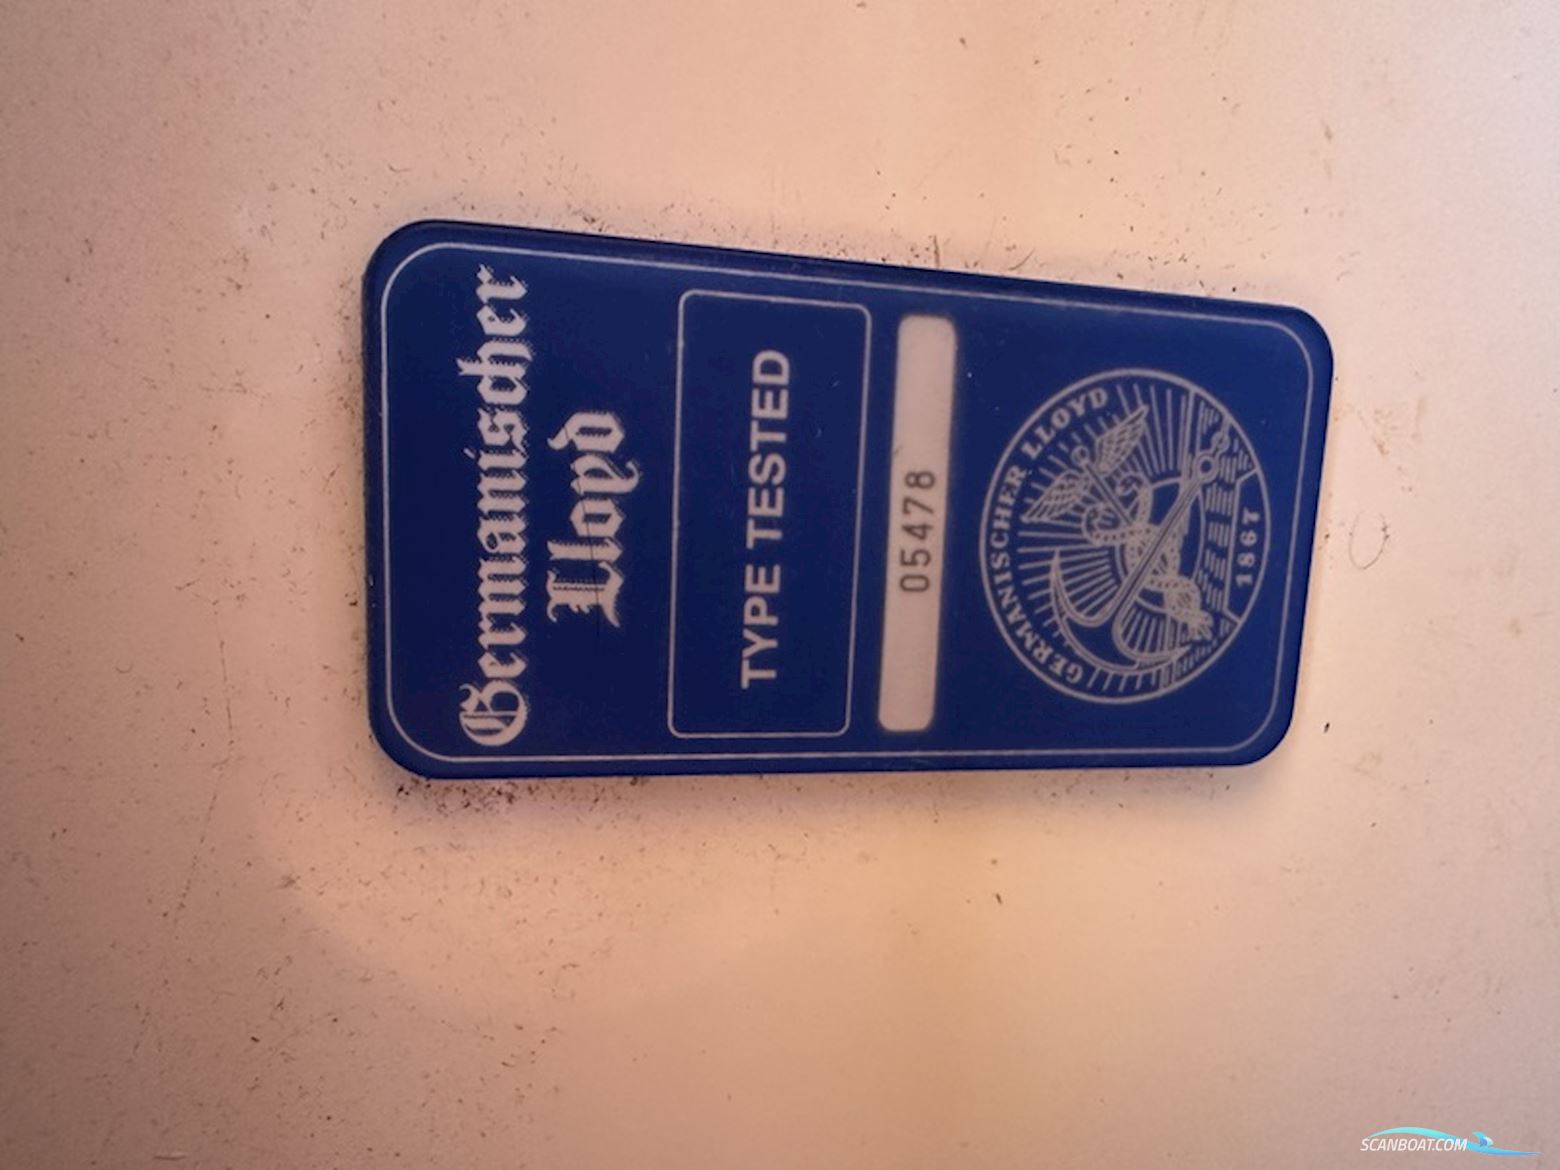 Germanischer
Lloyd
TYPE TESTED
05478
GERMANISCHER LLOYD
1867
SCANBOAT.COM